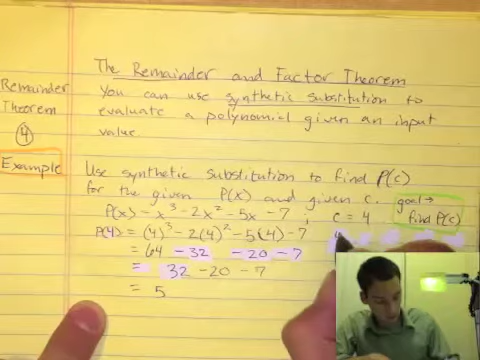 The Remainder and Factor Theorem
You can use synthetic substitution to
evaluate a polynomial given an input
value.
Remainder
Theorem
4
Example
Use synthetic substitution to find P(c)
for the given P(x) and given c.
goal →
find P(c)
P(x) = x³ - 2x² - 5x - 7, c = 4
P(4) = (4)³ - 2(4)² - 5(4) - 7
= 64 - 32 - 20 - 7
= 32 - 20 - 7
= 5